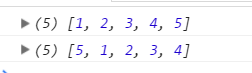 (5) [1, 2, 3, 4, 5]
(5) [5, 1, 2, 3, 4]